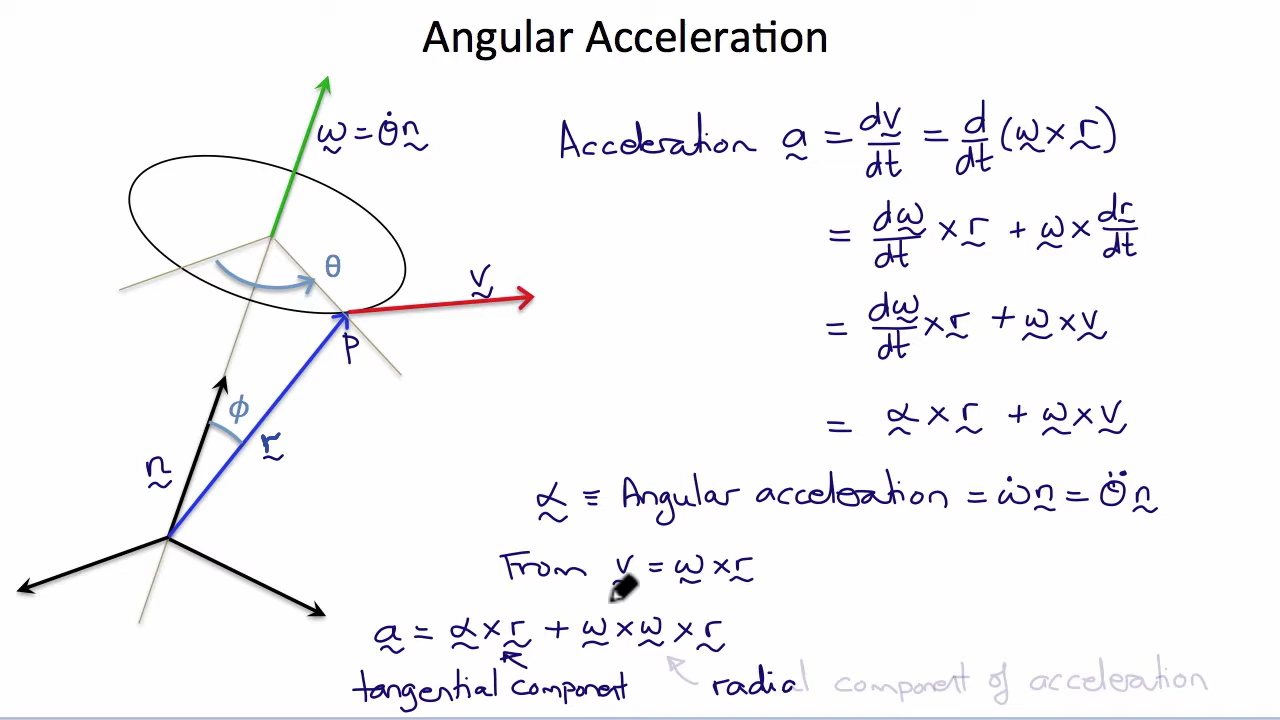 Angular Acceleration
ω = θ̇n
Acceleration a = dv/dt = d/dt (ω × r)
= dω/dt × r + ω × dr/dt
θ
v
= dω/dt × r + ω × v
P
φ
= α × r + ω × v
r
n
α ≡ Angular acceleration = ω̇n = θ̈n
From v = ω × r
a = α × r + ω × ω × r
tangential component radial component of acceleration